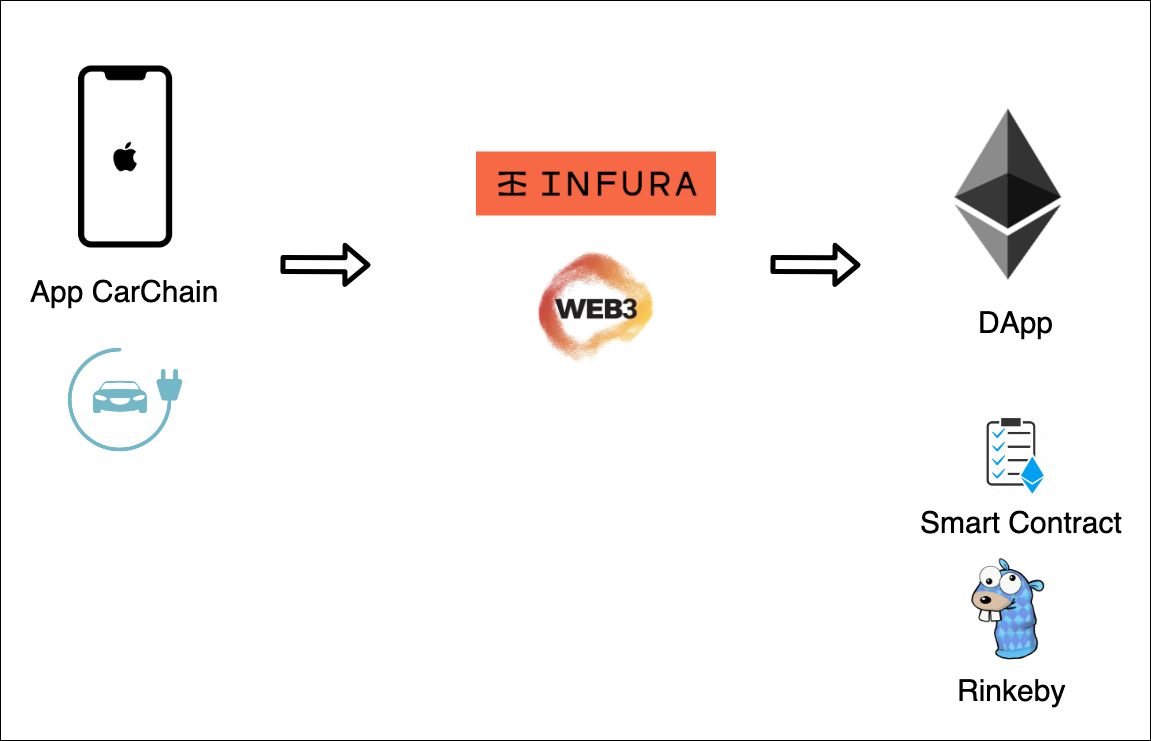 App CarChain
INFURA
WEB3
DApp
Smart Contract
Rinkeby